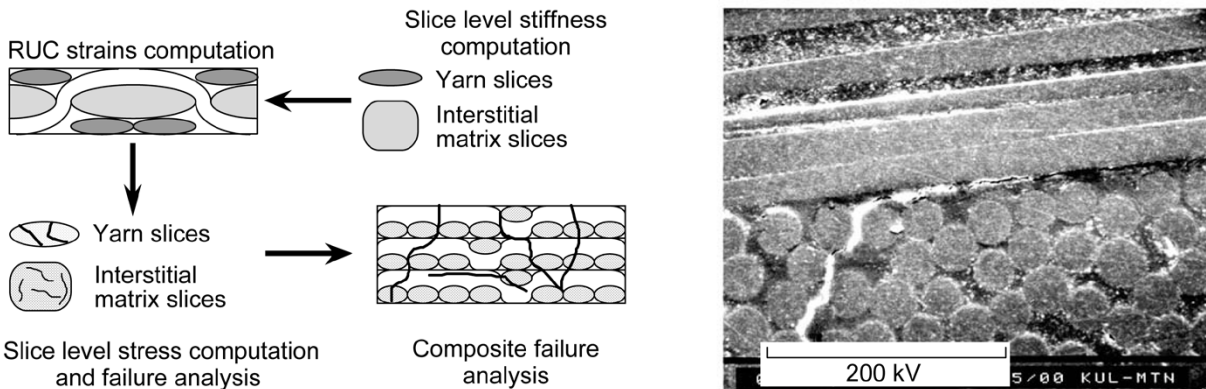 Slice level stiffness
computation
RUC strains computation
Yarn slices
Interstitial
matrix slices
Yarn slices
Interstitial
matrix slices
Slice level stress computation
and failure analysis
Composite failure
analysis
200 kV
5/00 KUL-MTN